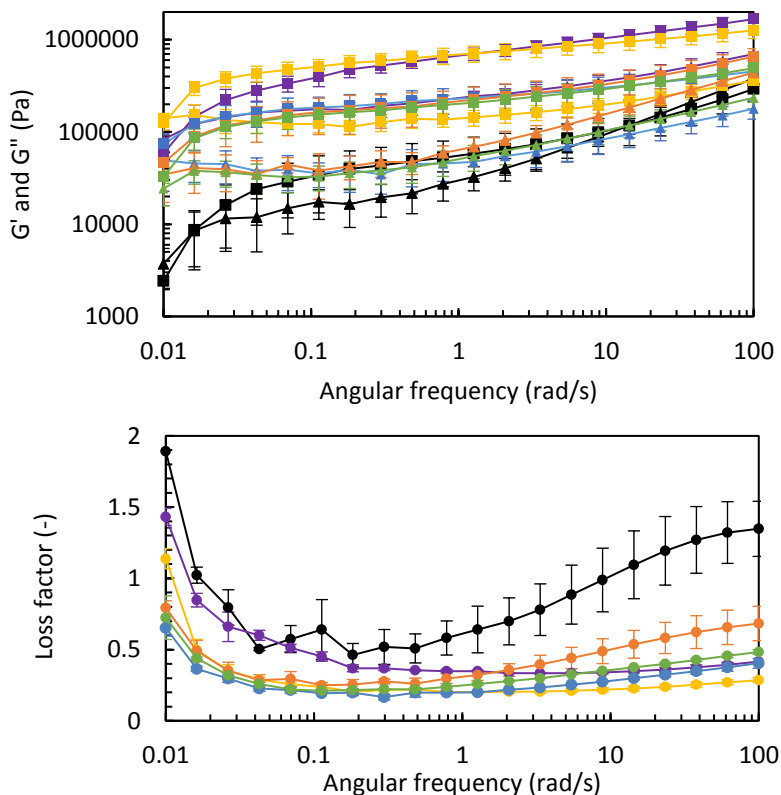 1000000
100000
10000
1000
G' and G" (Pa)
0.01 0.1 1 10 100
Angular frequency (rad/s)
2
1.5
1
0.5
0
Loss factor (-)
0.01 0.1 1 10 100
Angular frequency (rad/s)